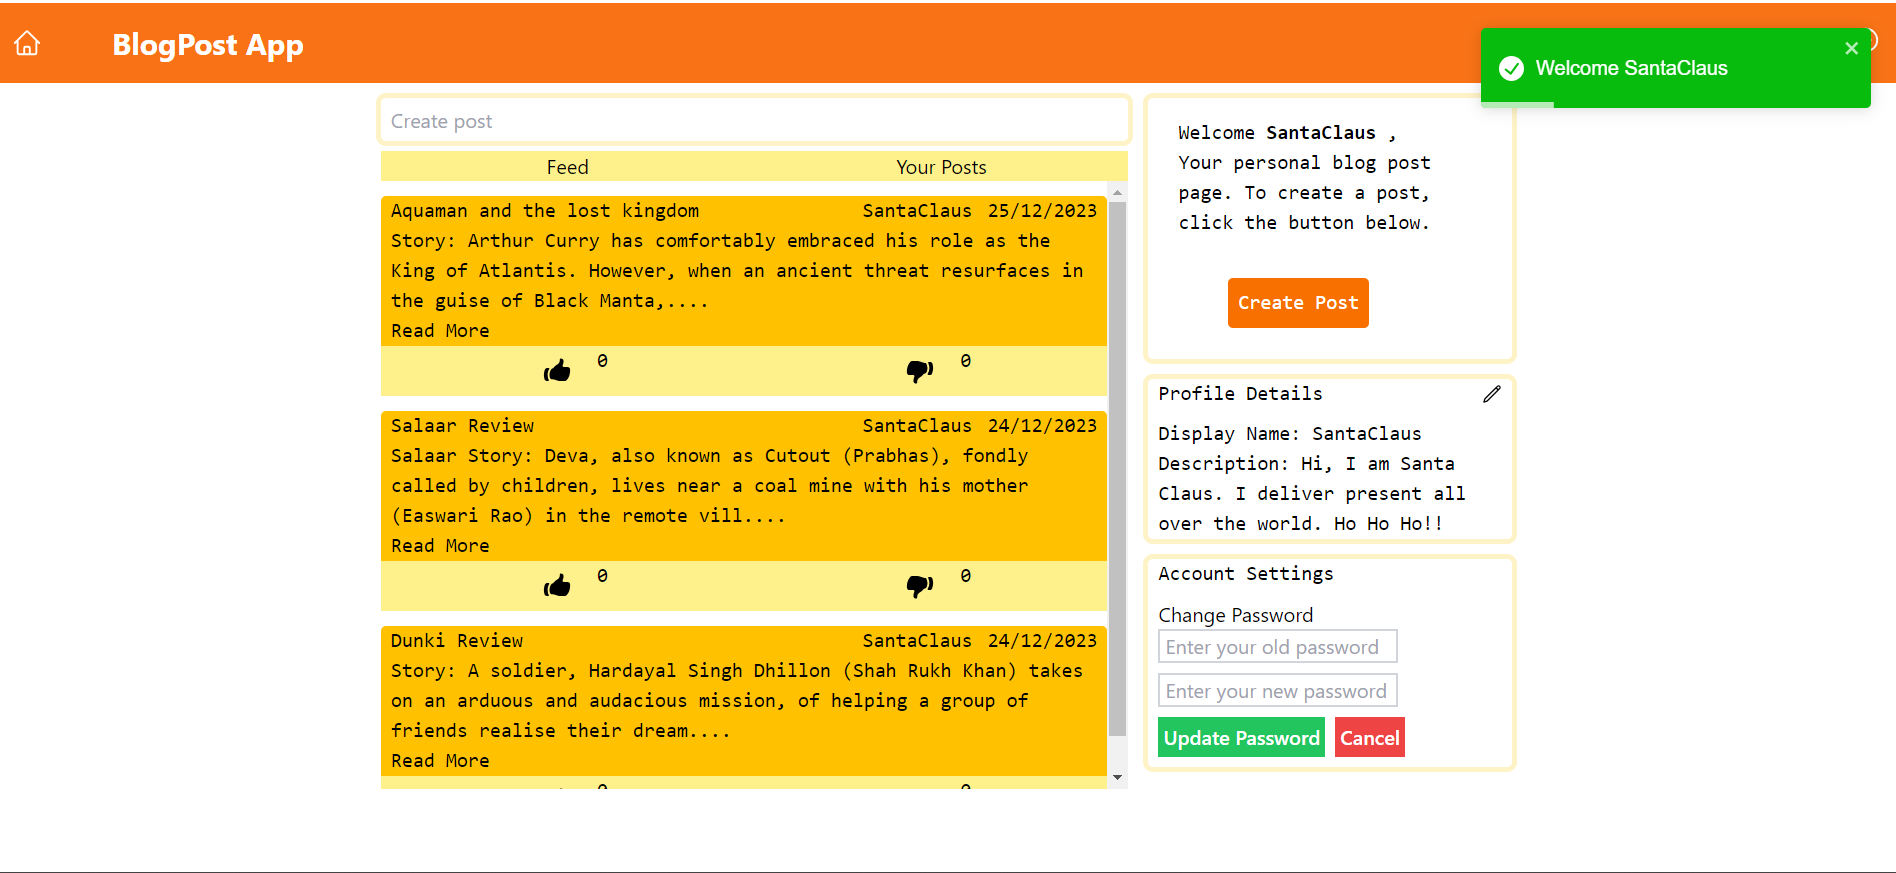 BlogPost App
Welcome SantaClaus
Create post
Feed
Your Posts
Aquaman and the lost kingdom SantaClaus 25/12/2023
Story: Arthur Curry has comfortably embraced his role as the
King of Atlantis. However, when an ancient threat resurfaces in
the guise of Black Manta,....
Read More
0 0
Salaar Review SantaClaus 24/12/2023
Salaar Story: Deva, also known as Cutout (Prabhas), fondly
called by children, lives near a coal mine with his mother
(Easwari Rao) in the remote vill....
Read More
0 0
Dunki Review SantaClaus 24/12/2023
Story: A soldier, Hardayal Singh Dhillon (Shah Rukh Khan) takes
on an arduous and audacious mission, of helping a group of
friends realise their dream....
Read More
Welcome SantaClaus ,
Your personal blog post
page. To create a post,
click the button below.
Create Post
Profile Details
Display Name: SantaClaus
Description: Hi, I am Santa
Claus. I deliver present all
over the world. Ho Ho Ho!!
Account Settings
Change Password
Enter your old password
Enter your new password
Update Password Cancel